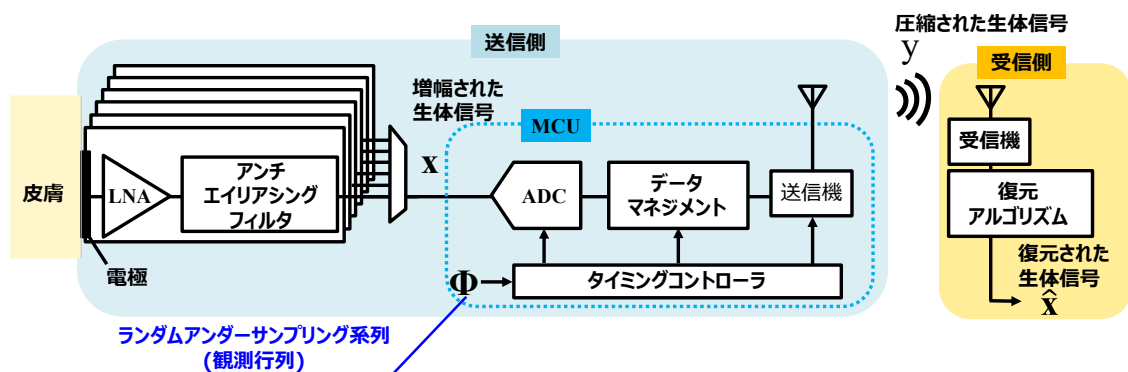 送信側
圧縮された生体信号
y
受信側
増幅された
生体信号
MCU
x
皮膚
LNA
アンチ
エイリアシング
フィルタ
ADC
データ
マネジメント
送信機
受信機
復元
アルゴリズム
電極
Φ
タイミングコントローラ
復元された
生体信号
x̂
ランダムアンダーサンプリング系列
(観測行列)